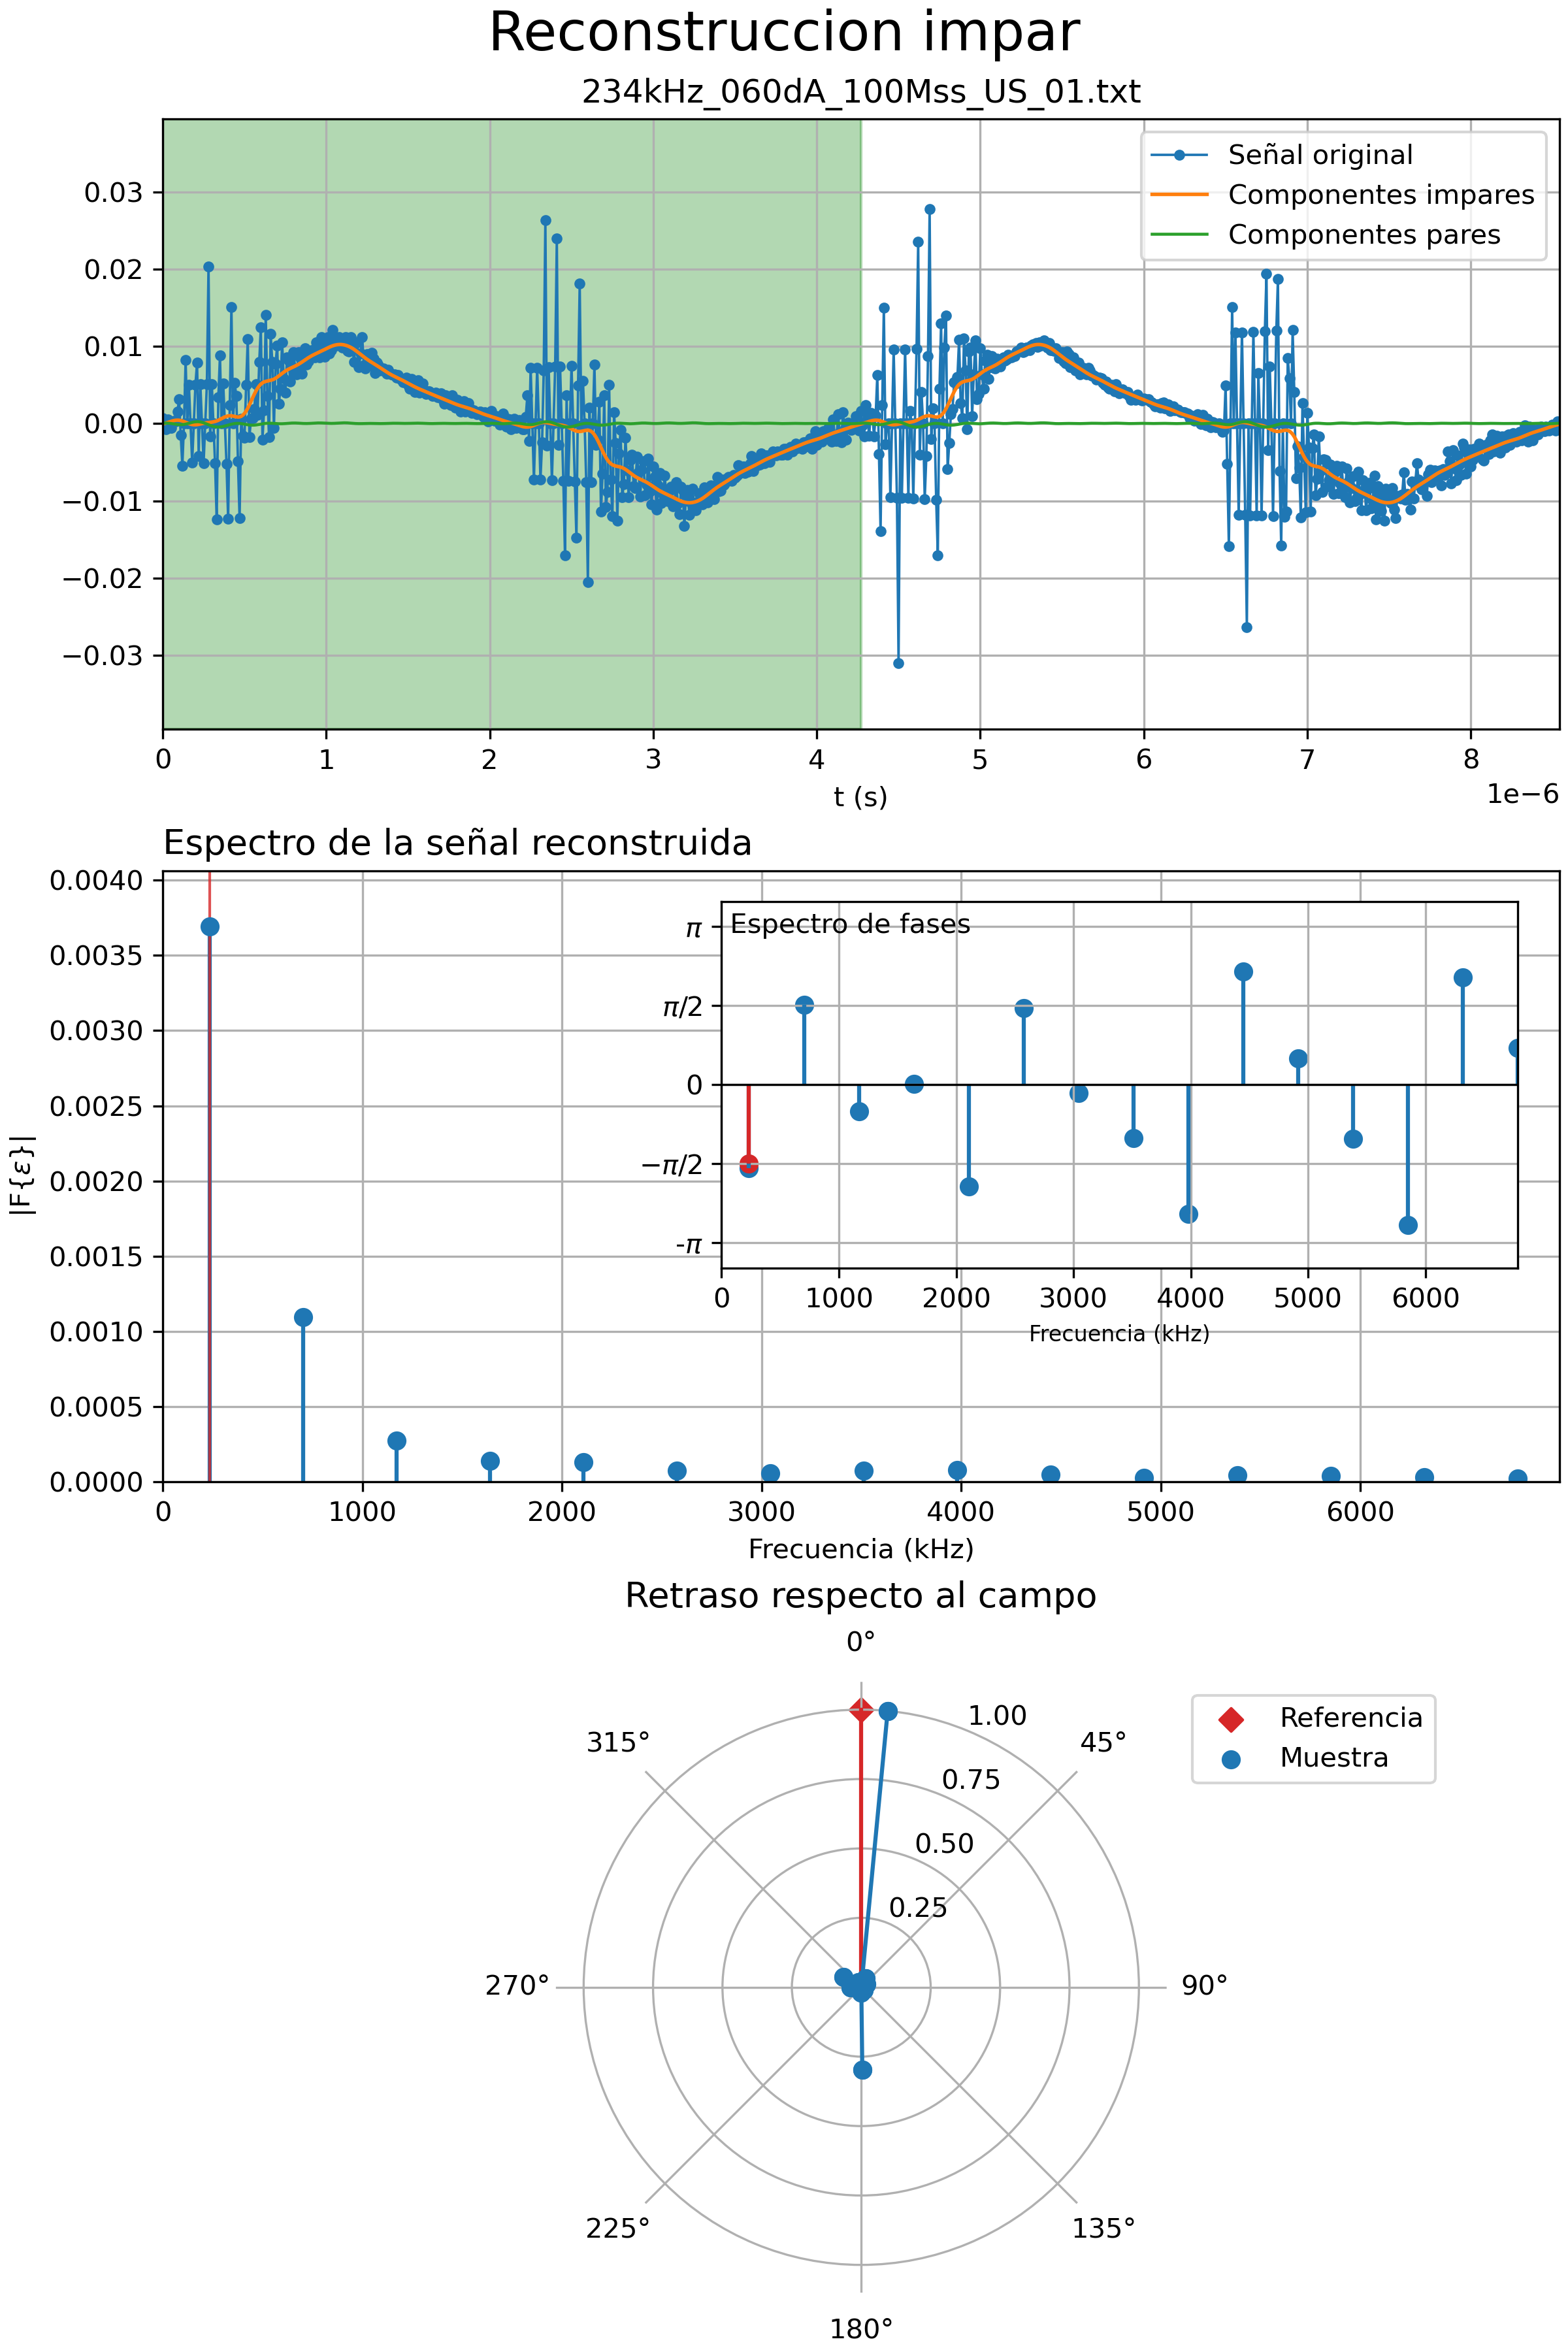 Reconstruccion impar
234kHz_060dA_100Mss_US_01.txt
Señal original
Componentes impares
Componentes pares
0.03
0.02
0.01
0.00
−0.01
−0.02
−0.03
0 1 2 3 4 5 6 7 8
t (s)
1e−6
Espectro de la señal reconstruida
|F{ε}|
0.0040
0.0035
0.0030
0.0025
0.0020
0.0015
0.0010
0.0005
0.0000
Espectro de fases
π
π/2
0
−π/2
-π
0 1000 2000 3000 4000 5000 6000
Frecuencia (kHz)
0 1000 2000 3000 4000 5000 6000
Frecuencia (kHz)
Retraso respecto al campo
0°
Referencia
Muestra
315°
45°
1.00
0.75
0.50
0.25
270°
90°
225°
135°
180°